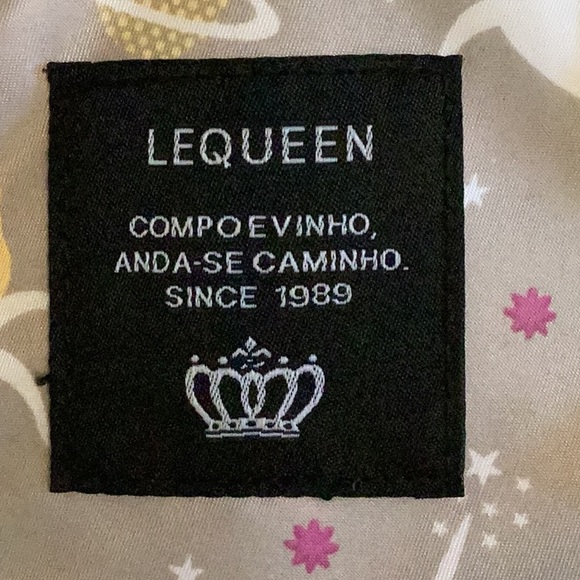 LEQUEEN
COMPO E VINHO,
ANDA-SE CAMINHO.
SINCE 1989